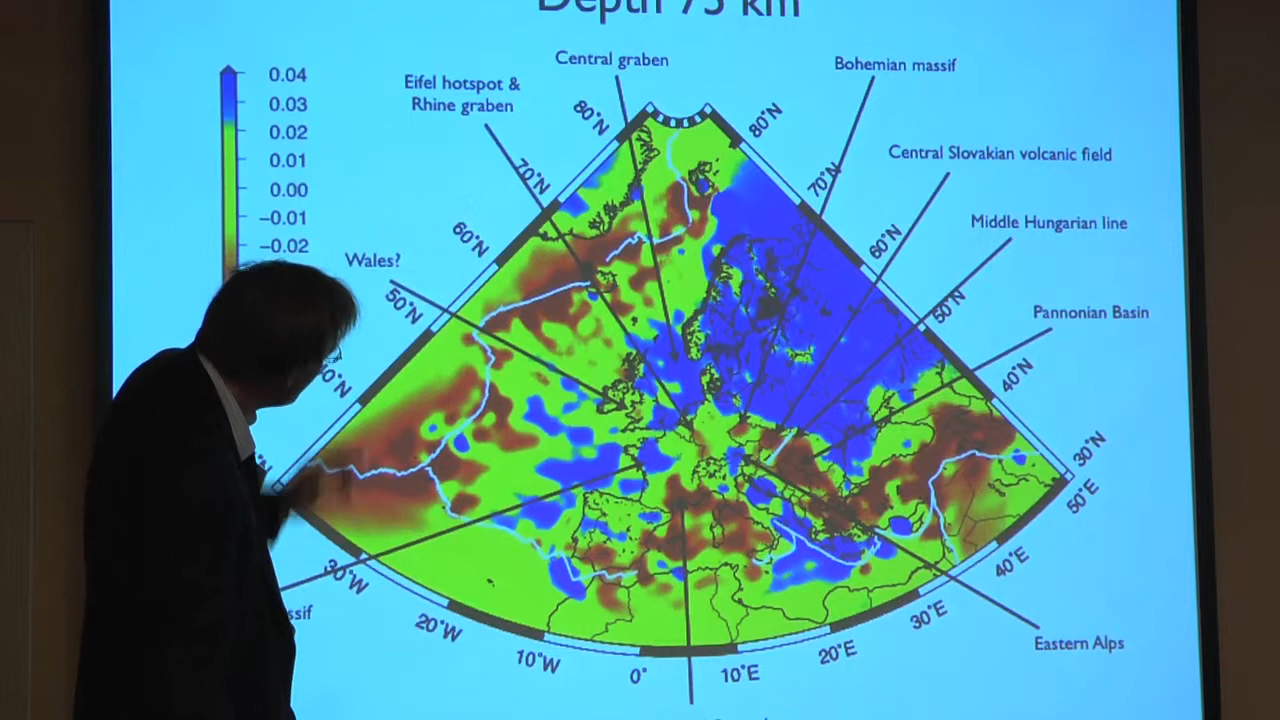 Depth 75 km
Central graben
Bohemian massif
Eifel hotspot &
Rhine graben
0.04
0.03
0.02
0.01
0.00
−0.01
−0.02
80°N
80°N
Central Slovakian volcanic field
70°N
70°N
Middle Hungarian line
60°N
60°N
Wales?
50°N
50°N
Pannonian Basin
40°N
30°N
50°E
30°W
40°E
ssif
20°W
30°E
10°W
20°E
0°
10°E
Eastern Alps